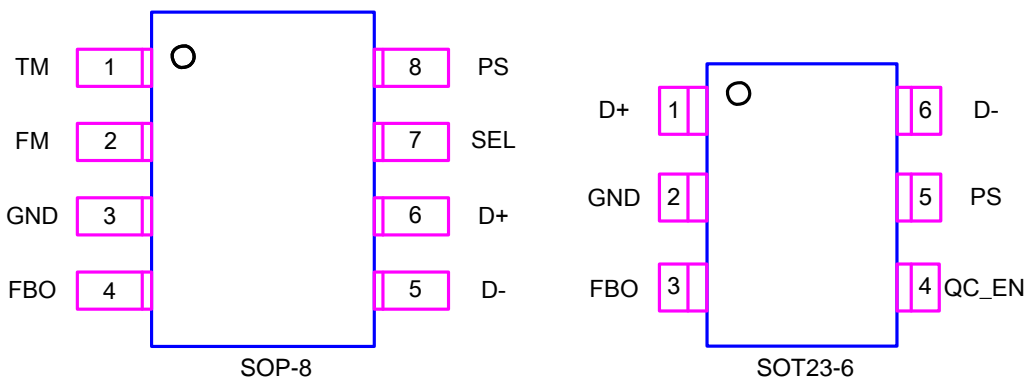 TM 1 8 PS
FM 2 7 SEL
GND 3 6 D+
FBO 4 5 D-
SOP-8
D+ 1 6 D-
GND 2 5 PS
FBO 3 4 QC_EN
SOT23-6